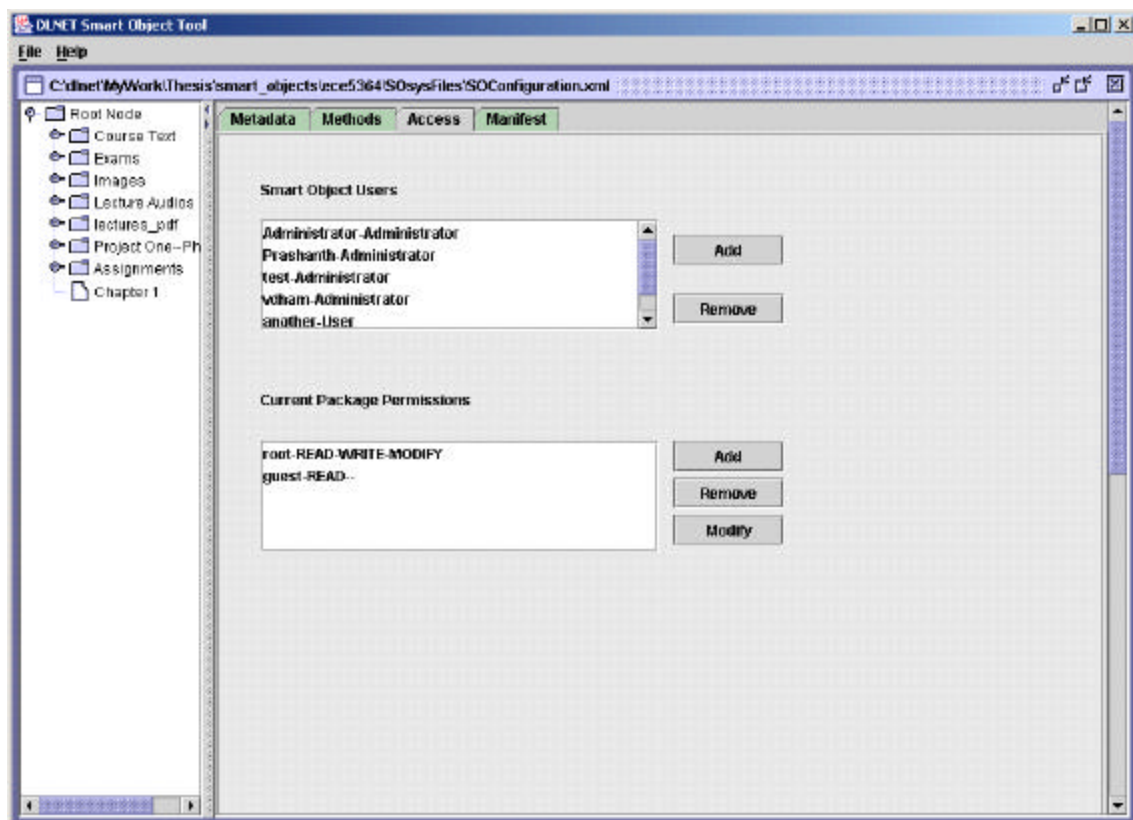 DLNET Smart Object Tool
File Help
C:\dlnet\MyWork\Thesis\smart_objects\ece5364\SOsysFiles\SOConfiguration.xml
Root Node
Course Text
Exams
Images
Lecture Audios
lectures_pdf
Project One--Ph
Assignments
Chapter 1
Metadata Methods Access Manifest
Smart Object Users
Administrator-Administrator
Prashanth-Administrator
test-Administrator
vdham-Administrator
another-User
Add
Remove
Current Package Permissions
root-READ-WRITE-MODIFY
guest-READ--
Add
Remove
Modify